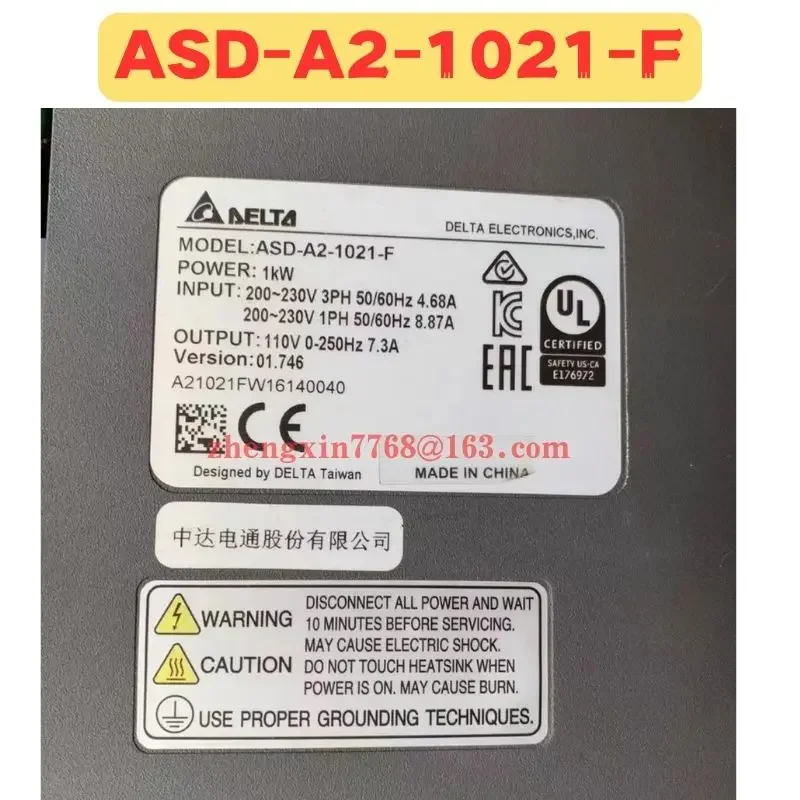 ASD-A2-1021-F
DELTA
DELTA ELECTRONICS,INC.
MODEL:ASD-A2-1021-F
POWER: 1kW
INPUT: 200~230V 3PH 50/60Hz 4.68A
200~230V 1PH 50/60Hz 8.87A
OUTPUT: 110V 0-250Hz 7.3A
Version: 01.746
A21021FW16140040
EAC
UL
CERTIFIED
SAFETY US-CA
E176972
CE
zhengxin7768@163.com
Designed by DELTA Taiwan
MADE IN CHINA
中达电通股份有限公司
WARNING
DISCONNECT ALL POWER AND WAIT
10 MINUTES BEFORE SERVICING.
MAY CAUSE ELECTRIC SHOCK.
CAUTION
DO NOT TOUCH HEATSINK WHEN
POWER IS ON. MAY CAUSE BURN.
USE PROPER GROUNDING TECHNIQUES.